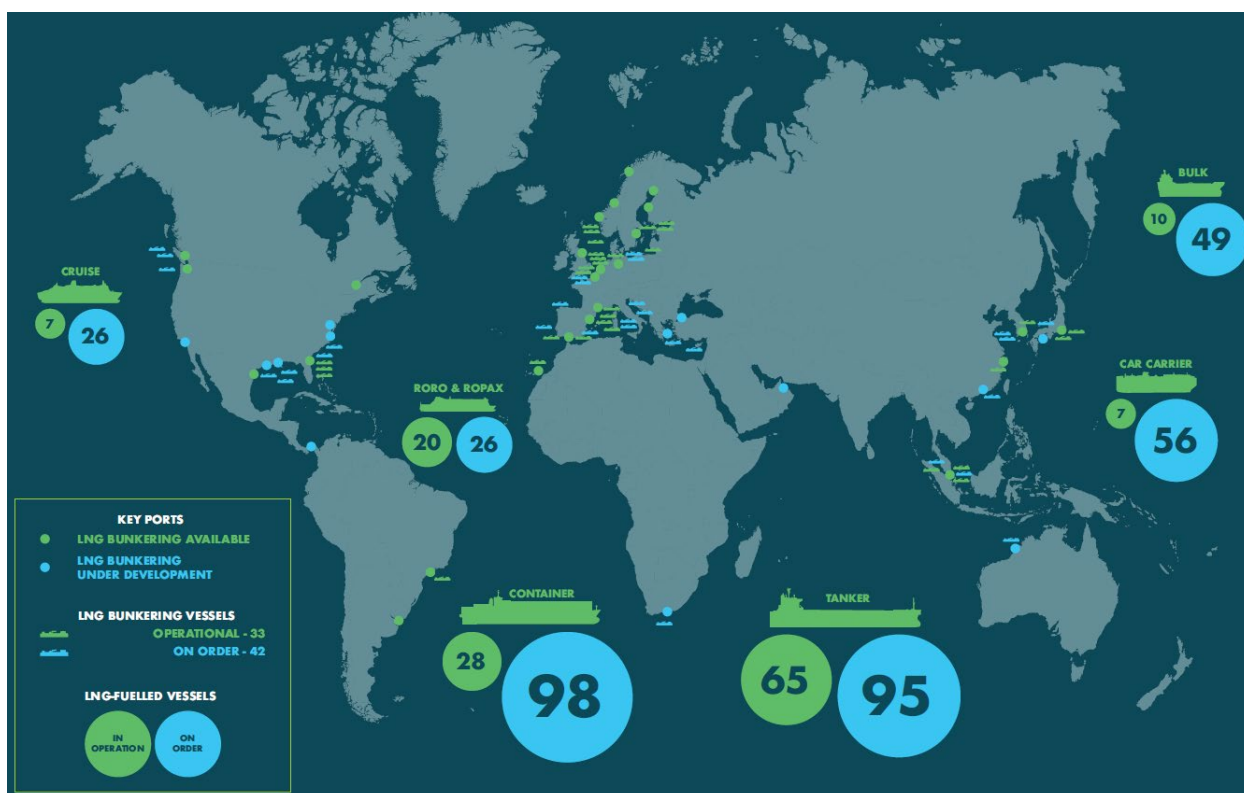 BULK
10
49
CRUISE
7
26
CAR CARRIER
7
56
RORO & ROPAX
20
26
KEY PORTS
LNG BUNKERING AVAILABLE
LNG BUNKERING
UNDER DEVELOPMENT
LNG BUNKERING VESSELS
OPERATIONAL - 33
ON ORDER - 42
LNG-FUELLED VESSELS
IN
OPERATION
ON
ORDER
CONTAINER
28
98
TANKER
65
95